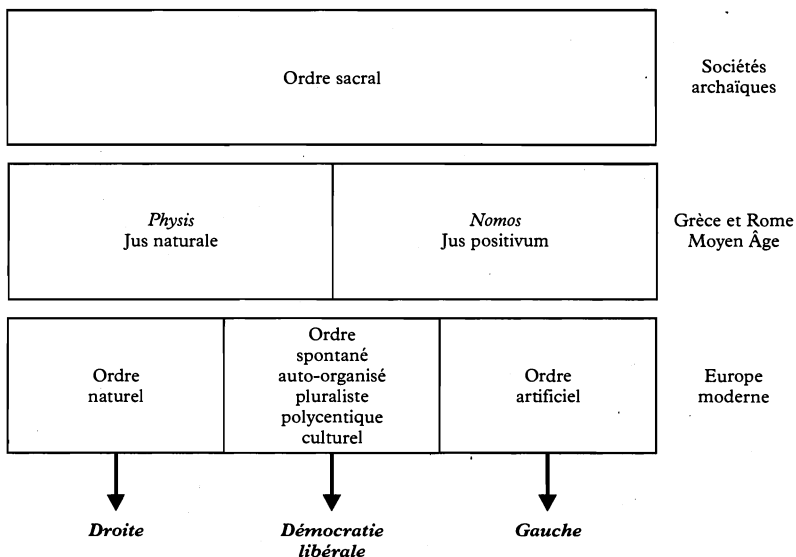 Ordre sacral
Sociétés
archaïques
Physis
Jus naturale
Nomos
Jus positivum
Grèce et Rome
Moyen Âge
Ordre
naturel
Ordre
spontané
auto-organisé
pluraliste
polycentique
culturel
Ordre
artificiel
Europe
moderne
Droite
Démocratie
libérale
Gauche